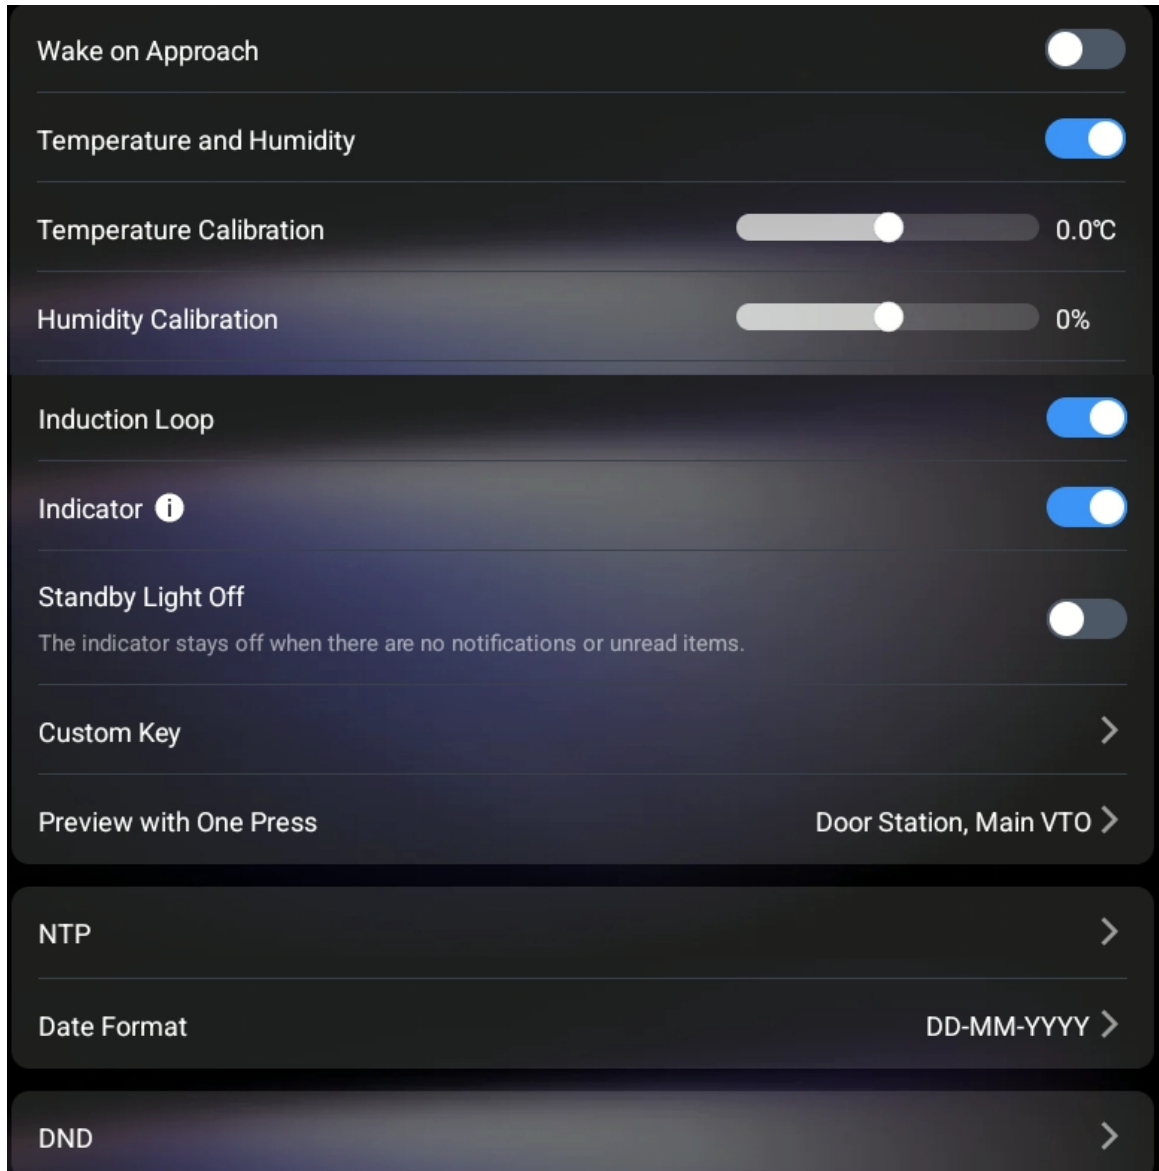 Wake on Approach
Temperature and Humidity
Temperature Calibration 0.0℃
Humidity Calibration 0%
Induction Loop
Indicator i
Standby Light Off
The indicator stays off when there are no notifications or unread items.
Custom Key
Preview with One Press Door Station, Main VTO
NTP
Date Format DD-MM-YYYY
DND